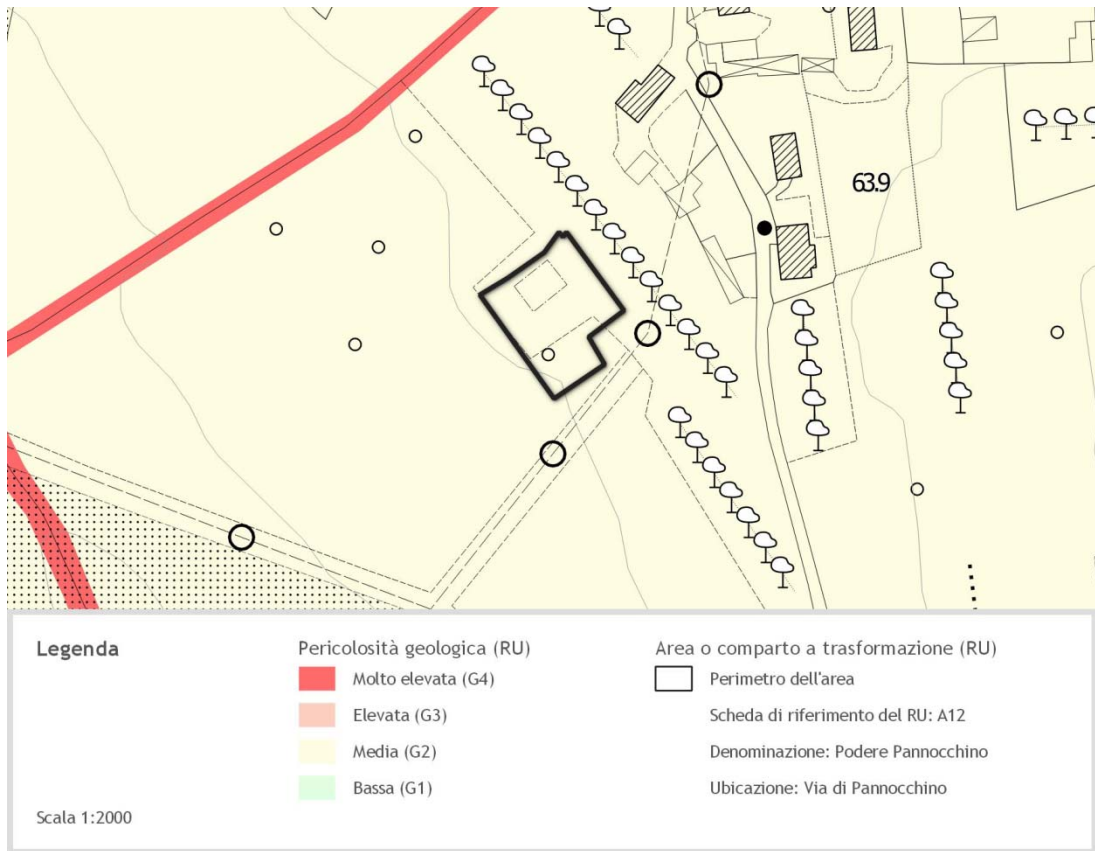 63.9
Legenda
Pericolosità geologica (RU)
Molto elevata (G4)
Elevata (G3)
Media (G2)
Bassa (G1)
Area o comparto a trasformazione (RU)
Perimetro dell'area
Scheda di riferimento del RU: A12
Denominazione: Podere Pannocchino
Ubicazione: Via di Pannocchino
Scala 1:2000